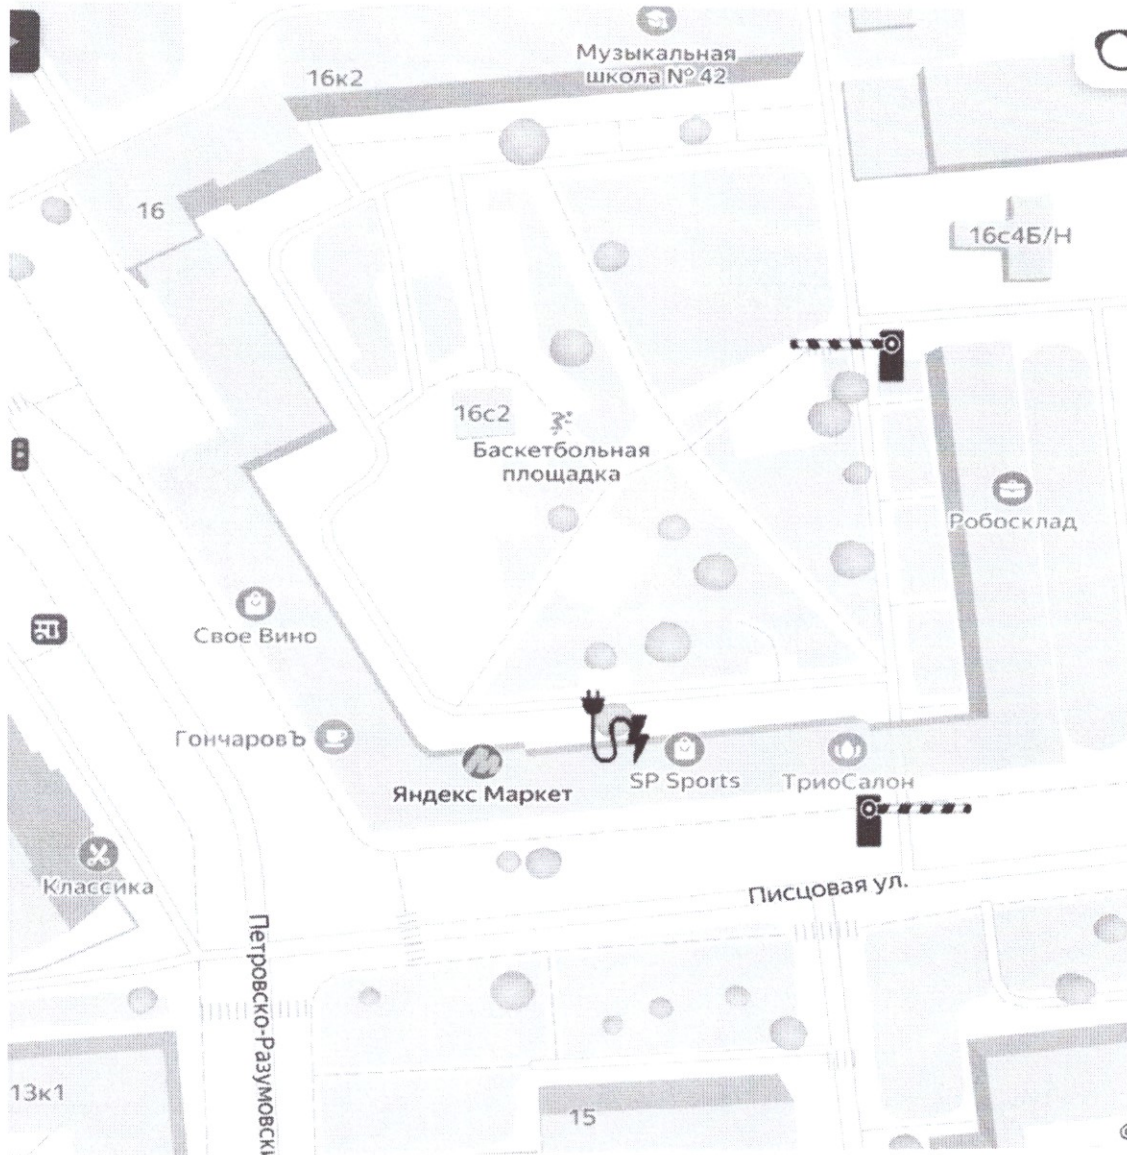 Музыкальная
школа № 42
16к2
16
16с4Б/Н
16с2
Баскетбольная
площадка
Робосклад
Свое Вино
ГончаровЪ
Яндекс Маркет
SP Sports
ТриоСалон
Классика
Писцовая ул.
Петровско-Разумовски
13к1
15